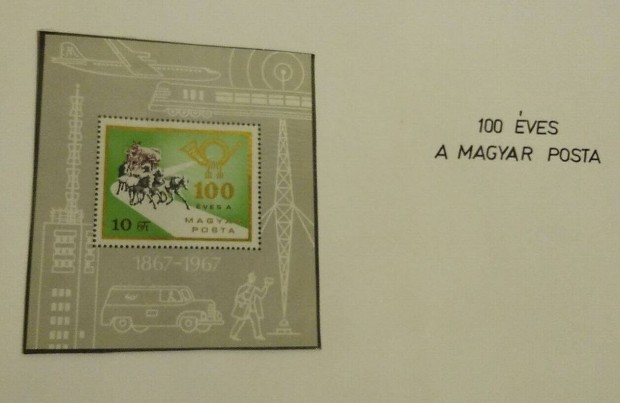 100
ÉVES A
MAGYAR
POSTA
10 Ft
1867-1967
100 ÉVES
A MAGYAR POSTA